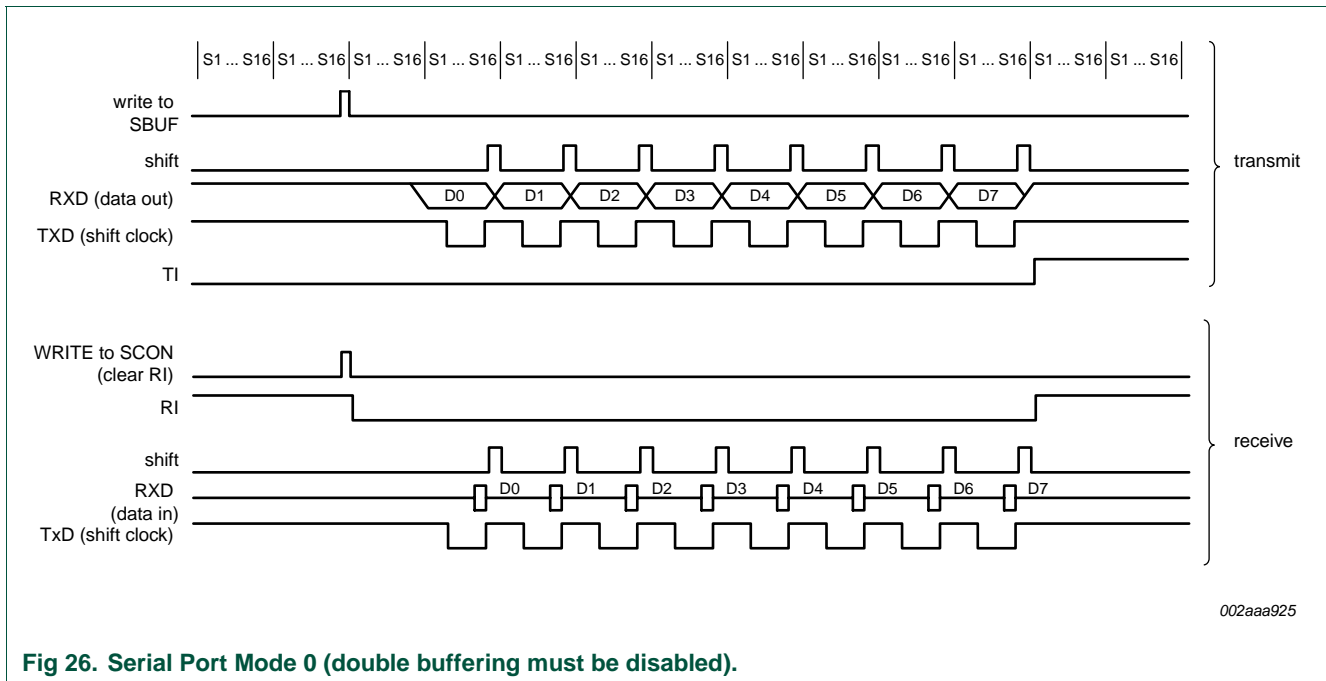 S1 ... S16 S1 ... S16 S1 ... S16 S1 ... S16 S1 ... S16 S1 ... S16 S1 ... S16 S1 ... S16 S1 ... S16 S1 ... S16 S1 ... S16 S1 ... S16 S1 ... S16
write to
SBUF
shift
RXD (data out)
D0 D1 D2 D3 D4 D5 D6 D7
TXD (shift clock)
TI
transmit
WRITE to SCON
(clear RI)
RI
shift
RXD
(data in)
D0 D1 D2 D3 D4 D5 D6 D7
TxD (shift clock)
receive
002aaa925
Fig 26. Serial Port Mode 0 (double buffering must be disabled).